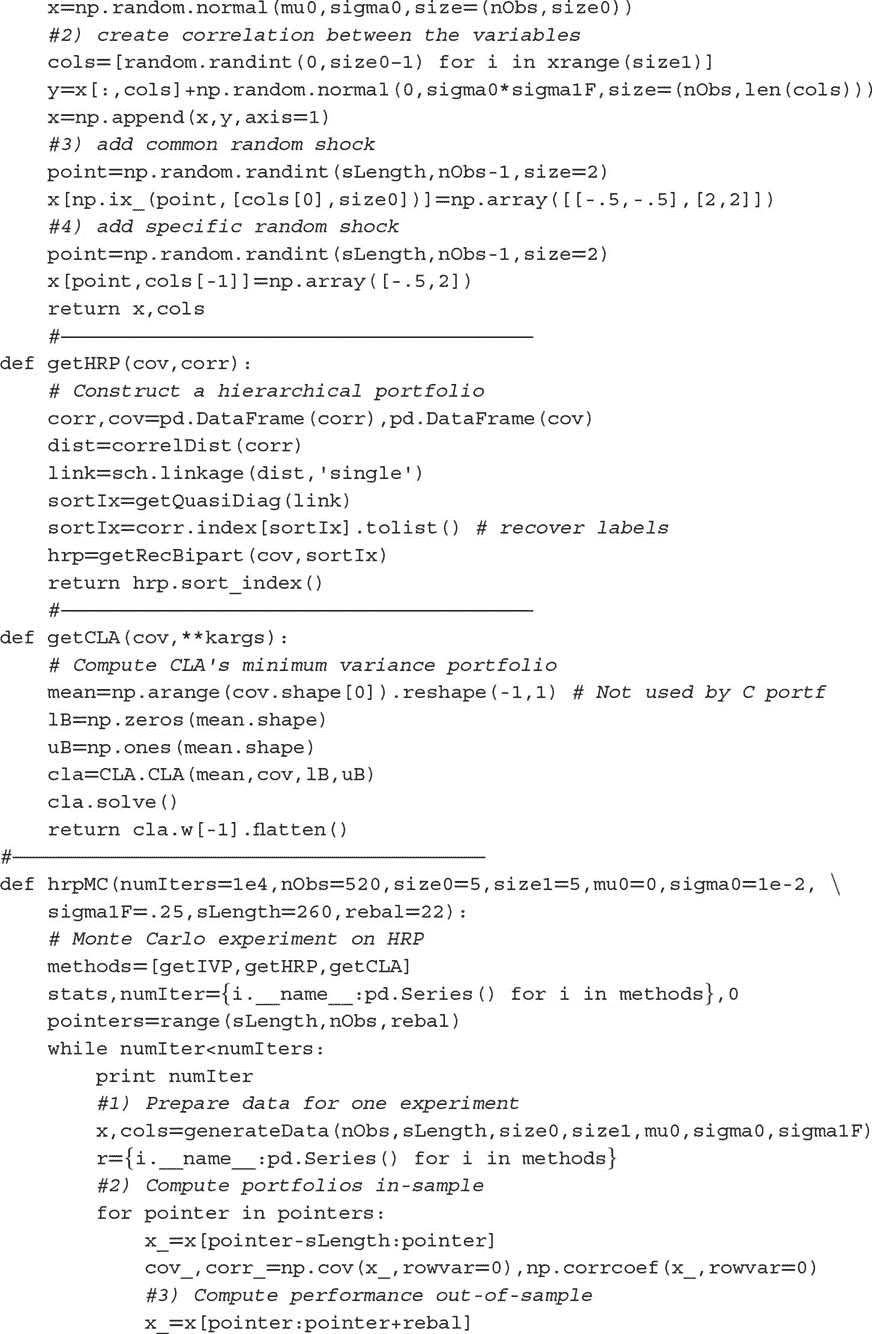 x=np.random.normal(mu0,sigma0,size=(nObs,size0))
    #2) create correlation between the variables
    cols=[random.randint(0,size0–1) for i in xrange(size1)]
    y=x[:,cols]+np.random.normal(0,sigma0*sigma1F,size=(nObs,len(cols)))
    x=np.append(x,y,axis=1)
    #3) add common random shock
    point=np.random.randint(sLength,nObs-1,size=2)
    x[np.ix_(point,[cols[0],size0])]=np.array([[-.5,-.5],[2,2]])
    #4) add specific random shock
    point=np.random.randint(sLength,nObs-1,size=2)
    x[point,cols[-1]]=np.array([-.5,2])
    return x,cols
    #———————————————————————————————————————
def getHRP(cov,corr):
    # Construct a hierarchical portfolio
    corr,cov=pd.DataFrame(corr),pd.DataFrame(cov)
    dist=correlDist(corr)
    link=sch.linkage(dist,'single')
    sortIx=getQuasiDiag(link)
    sortIx=corr.index[sortIx].tolist() # recover labels
    hrp=getRecBipart(cov,sortIx)
    return hrp.sort_index()
    #———————————————————————————————————————
def getCLA(cov,**kargs):
    # Compute CLA's minimum variance portfolio
    mean=np.arange(cov.shape[0]).reshape(-1,1) # Not used by C portf
    lB=np.zeros(mean.shape)
    uB=np.ones(mean.shape)
    cla=CLA.CLA(mean,cov,lB,uB)
    cla.solve()
    return cla.w[-1].flatten()
#———————————————————————————————————————
def hrpMC(numIters=1e4,nObs=520,size0=5,size1=5,mu0=0,sigma0=1e-2, \
    sigma1F=.25,sLength=260,rebal=22):
    # Monte Carlo experiment on HRP
    methods=[getIVP,getHRP,getCLA]
    stats,numIter={i.__name__:pd.Series() for i in methods},0
    pointers=range(sLength,nObs,rebal)
    while numIter<numIters:
        print numIter
        #1) Prepare data for one experiment
        x,cols=generateData(nObs,sLength,size0,size1,mu0,sigma0,sigma1F)
        r={i.__name__:pd.Series() for i in methods}
        #2) Compute portfolios in-sample
        for pointer in pointers:
            x_=x[pointer-sLength:pointer]
            cov_,corr_=np.cov(x_,rowvar=0),np.corrcoef(x_,rowvar=0)
            #3) Compute performance out-of-sample
            x_=x[pointer:pointer+rebal]